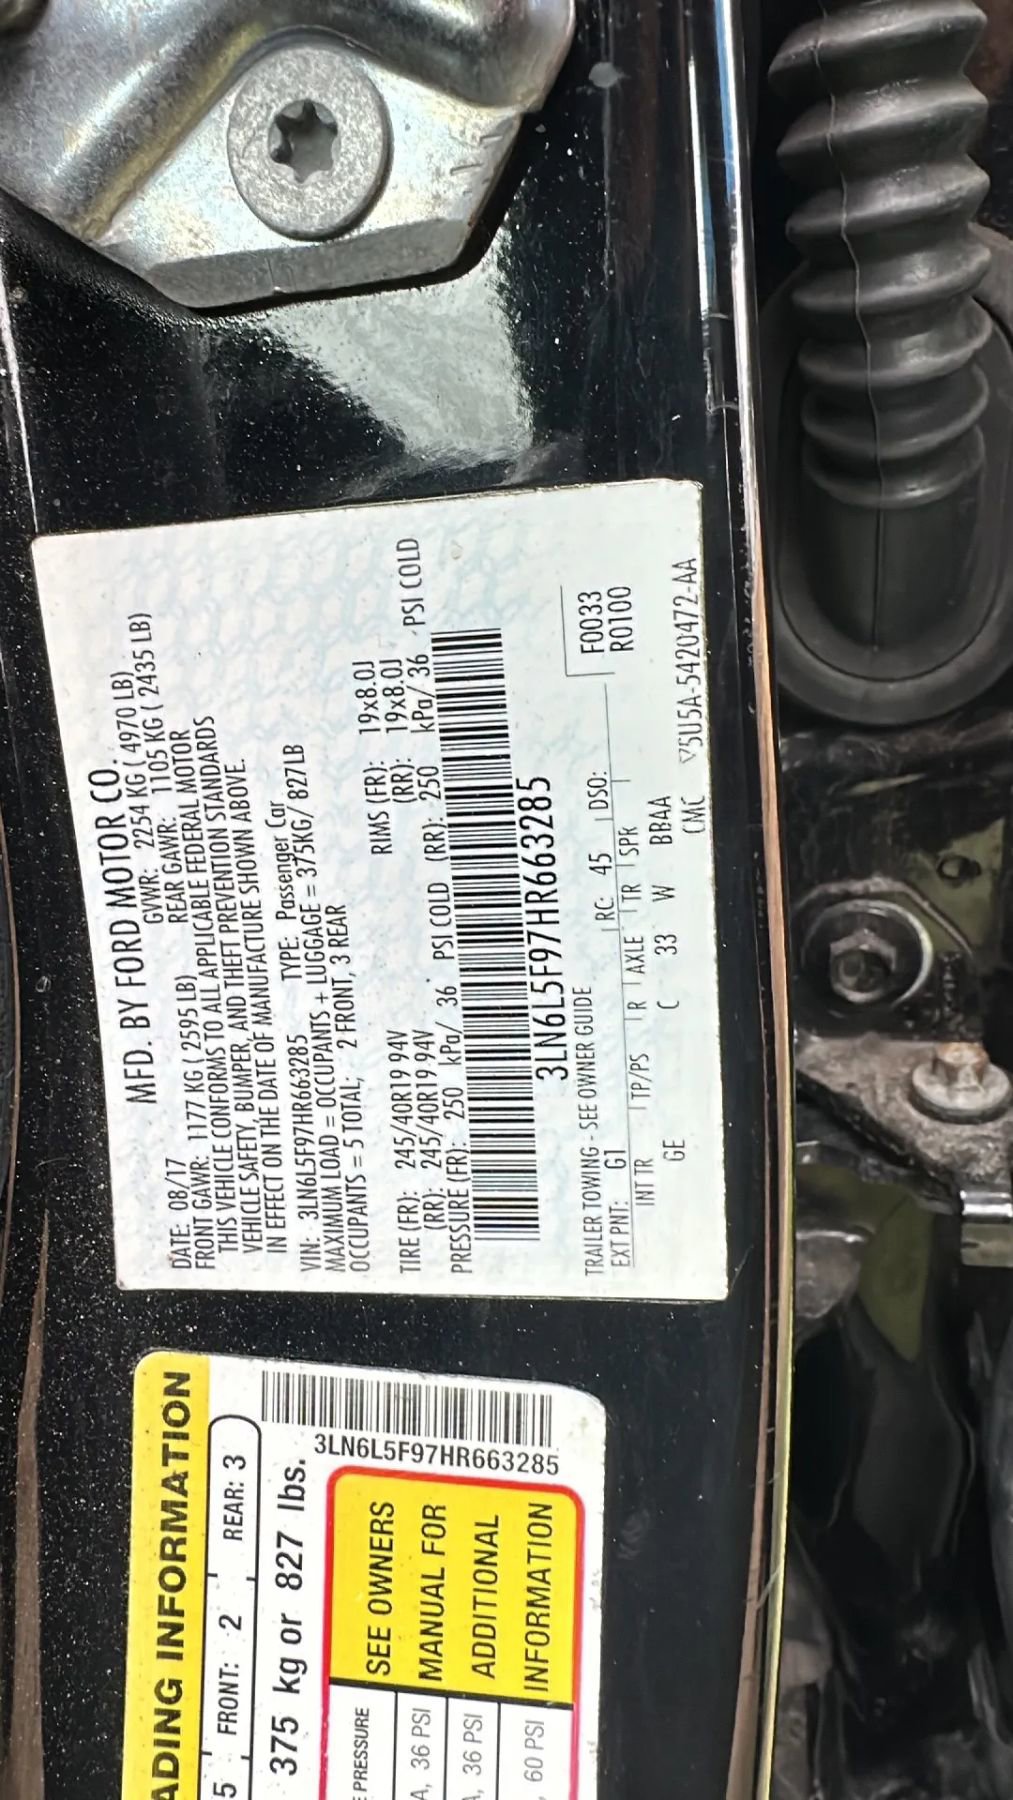 MFD. BY FORD MOTOR CO.
DATE: 08/17 GVWR: 2254 KG ( 4970 LB)
FRONT GAWR: 1177 KG ( 2595 LB) REAR GAWR: 1105 KG ( 2435 LB)
THIS VEHICLE CONFORMS TO ALL APPLICABLE FEDERAL MOTOR
VEHICLE SAFETY, BUMPER, AND THEFT PREVENTION STANDARDS
IN EFFECT ON THE DATE OF MANUFACTURE SHOWN ABOVE.
VIN: 3LN6L5F97HR663285 TYPE: Passenger Car
MAXIMUM LOAD = OCCUPANTS + LUGGAGE = 375KG/ 827LB
OCCUPANTS = 5 TOTAL; 2 FRONT, 3 REAR
TIRE (FR): 245/40R19 94V RIMS (FR): 19x8.0J
(RR): 245/40R19 94V (RR): 19x8.0J
PRESSURE (FR): 250 kPa/ 36 PSI COLD (RR): 250 kPa/ 36 PSI COLD
3LN6L5F97HR663285
TRAILER TOWING - SEE OWNER GUIDE
F0033
EXT PNT: G1 RC: 45 DSO: R0100
INT TR TP/PS R AXLE TR SPR
GE C 33 W BBAA
CMC V5U5A-5420472-AA
ADING INFORMATION
5 FRONT: 2 REAR: 3
375 kg or 827 lbs.
3LN6L5F97HR663285
E PRESSURE
A, 36 PSI
A, 36 PSI
, 60 PSI
SEE OWNERS
MANUAL FOR
ADDITIONAL
INFORMATION